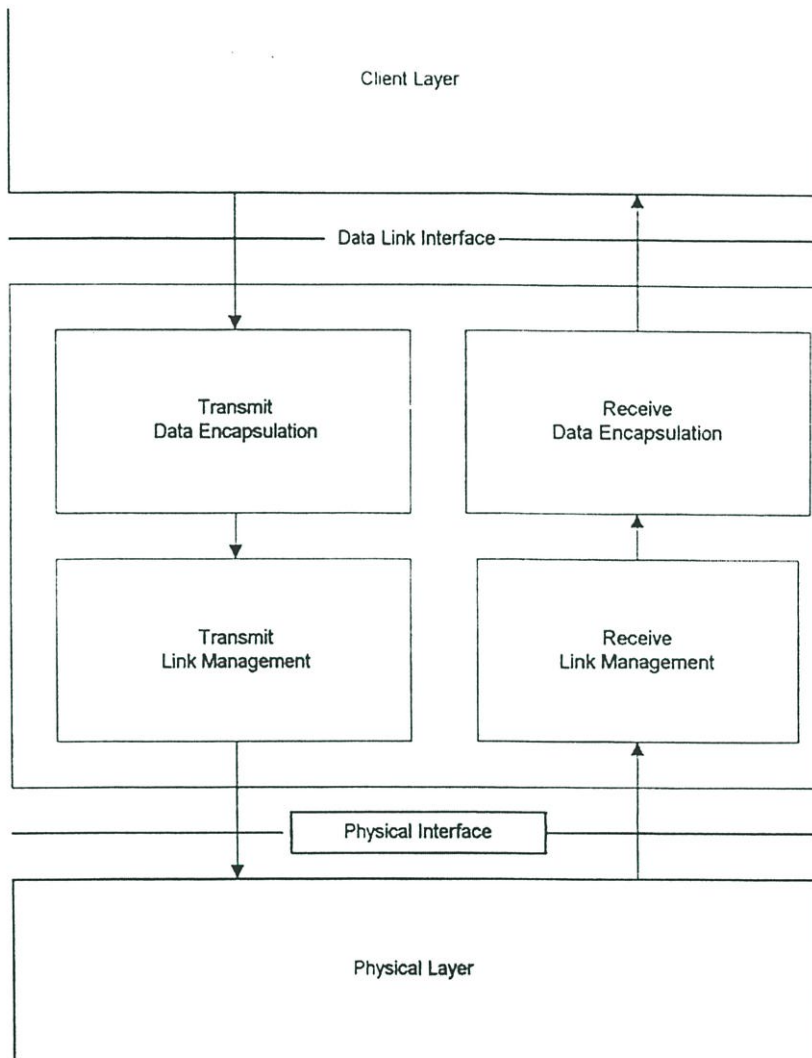 Client Layer
Data Link Interface
Transmit
Data Encapsulation
Receive
Data Encapsulation
Transmit
Link Management
Receive
Link Management
Physical Interface
Physical Layer